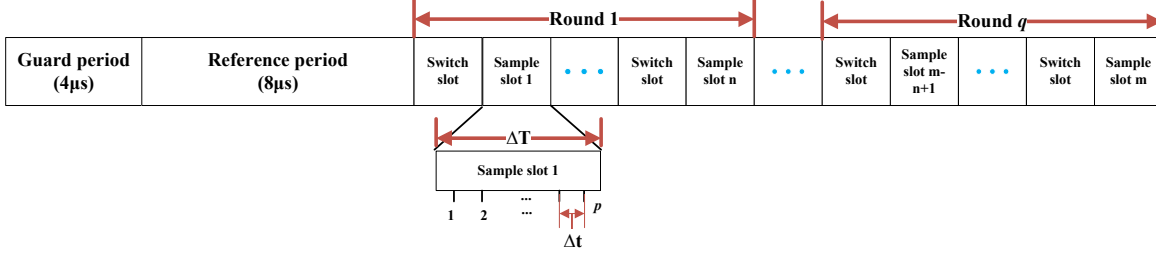 Round 1
Round q
Guard period
(4µs)
Reference period
(8µs)
Switch
slot
Sample
slot 1
• • •
Switch
slot
Sample
slot n
• • •
Switch
slot
Sample
slot m-
n+1
• • •
Switch
slot
Sample
slot m
ΔT
Sample slot 1
1
2
...
...
p
Δt